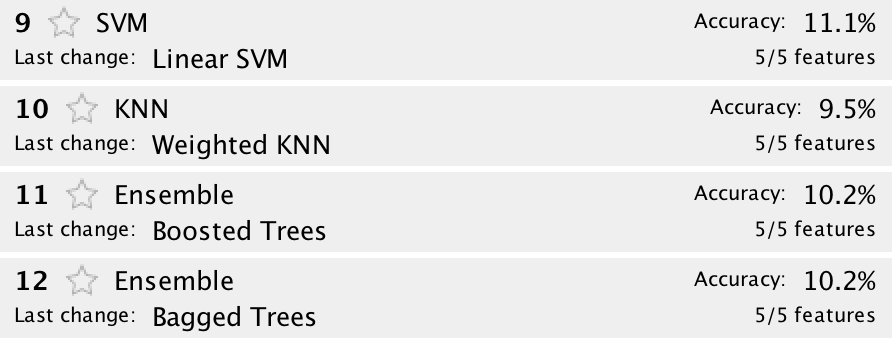 9 SVM Accuracy: 11.1%
Last change: Linear SVM 5/5 features
10 KNN Accuracy: 9.5%
Last change: Weighted KNN 5/5 features
11 Ensemble Accuracy: 10.2%
Last change: Boosted Trees 5/5 features
12 Ensemble Accuracy: 10.2%
Last change: Bagged Trees 5/5 features